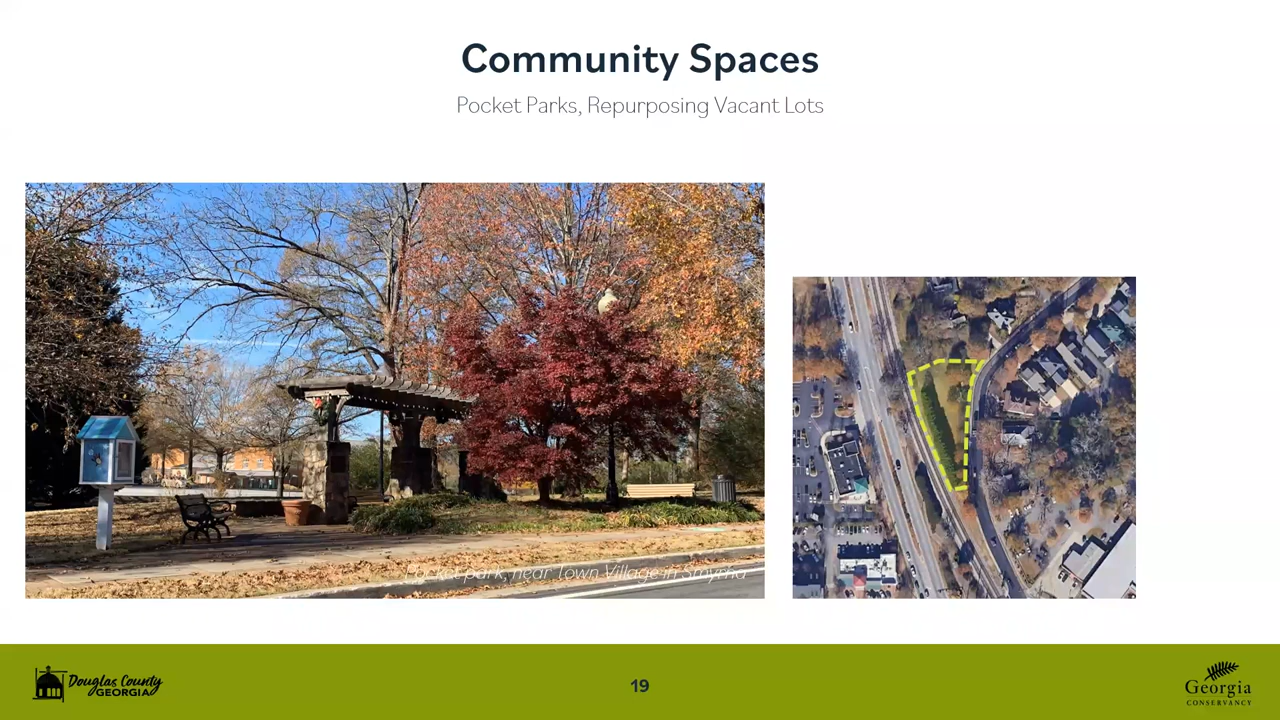 Community Spaces
Pocket Parks, Repurposing Vacant Lots
Pocket park, near Town Village in Smyrna
Douglas County
GEORGIA
19
Georgia
CONSERVANCY